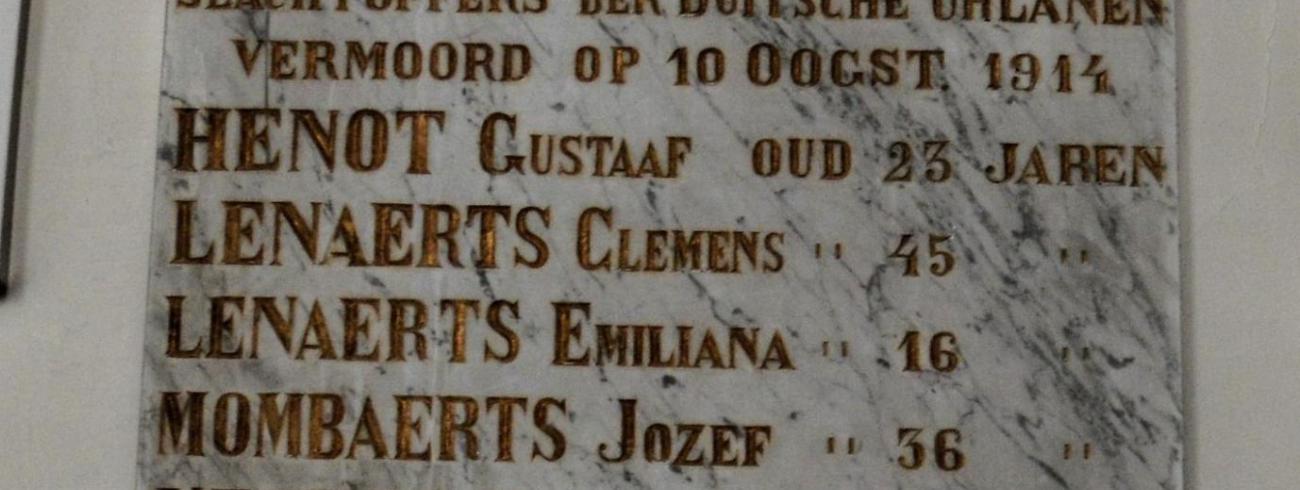 SLACHTOFFERS DER DUITSCHE UHLANEN
VERMOORD OP 10 OOGST 1914
HENOT GUSTAAF OUD 23 JAREN
LENAERTS CLEMENS " 45 "
LENAERTS EMILIANA " 16 "
MOMBAERTS JOZEF " 36 "